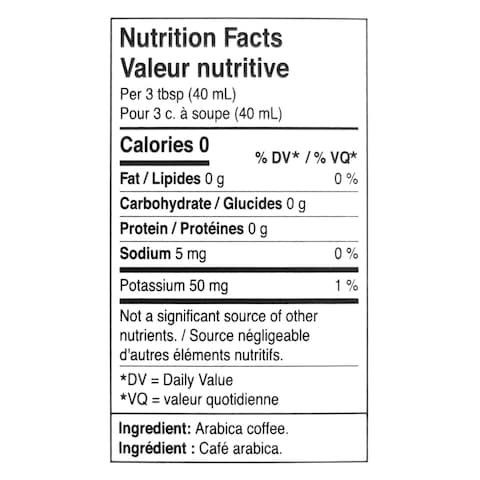 Nutrition Facts
Valeur nutritive
Per 3 tbsp (40 mL)
Pour 3 c. à soupe (40 mL)
Calories 0
% DV* / % VQ*
Fat / Lipides 0 g 0 %
Carbohydrate / Glucides 0 g
Protein / Protéines 0 g
Sodium 5 mg 0 %
Potassium 50 mg 1 %
Not a significant source of other
nutrients. / Source négligeable
d'autres éléments nutritifs.
*DV = Daily Value
*VQ = valeur quotidienne
Ingredient: Arabica coffee.
Ingrédient : Café arabica.